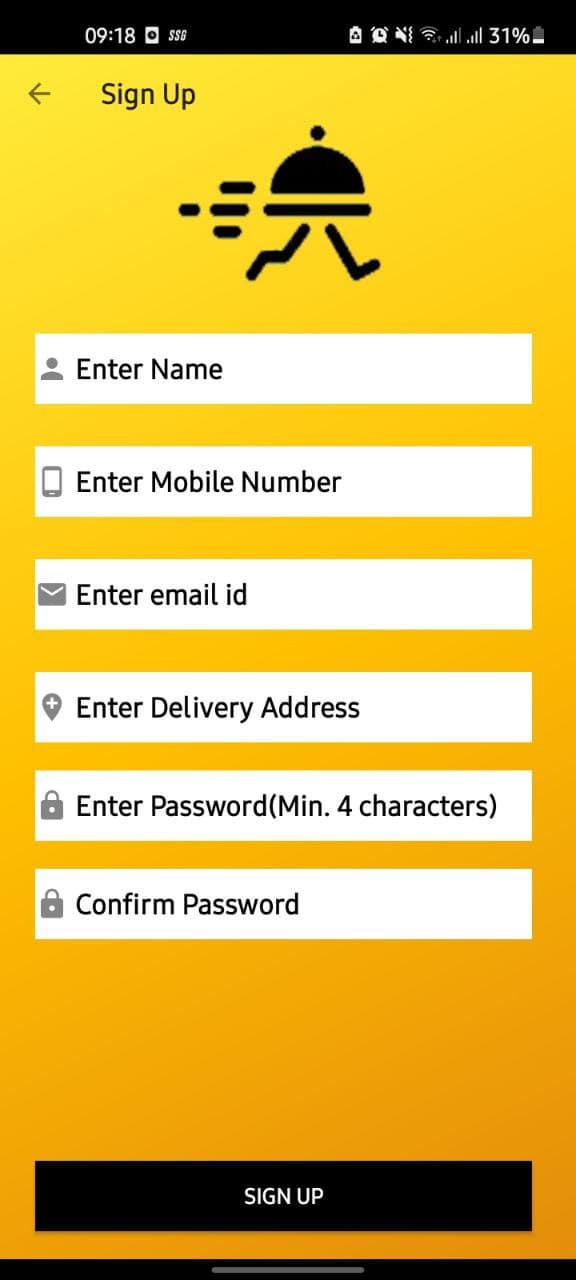 09:18 SSG 31%
Sign Up
Enter Name
Enter Mobile Number
Enter email id
Enter Delivery Address
Enter Password(Min. 4 characters)
Confirm Password
SIGN UP